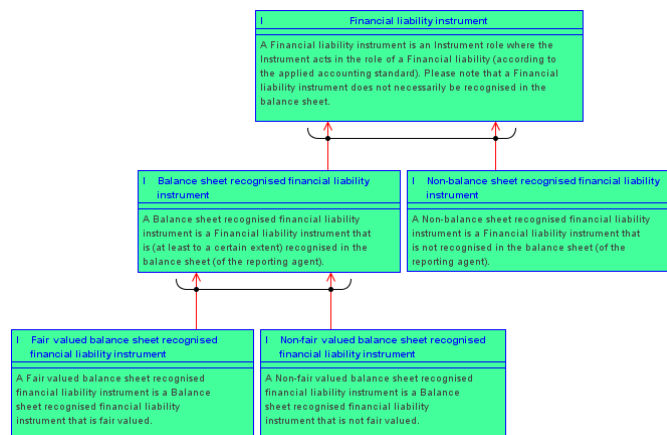 I Financial liability instrument
A Financial liability instrument is an Instrument role where the
Instrument acts in the role of a Financial liability (according to
the applied accounting standard). Please note that a Financial
liability instrument does not necessarily be recognised in the
balance sheet.
I Balance sheet recognised financial liability
instrument
A Balance sheet recognised financial liability
instrument is a Financial liability instrument that
is (at least to a certain extent) recognised in the
balance sheet (of the reporting agent).
I Non-balance sheet recognised financial liability
instrument
A Non-balance sheet recognised financial liability
instrument is a Financial liability instrument that
is not recognised in the balance sheet (of the
reporting agent).
I Fair valued balance sheet recognised
financial liability instrument
A Fair valued balance sheet recognised
financial liability instrument is a Balance
sheet recognised financial liability
instrument that is fair valued.
I Non-fair valued balance sheet recognised
financial liability instrument
A Non-fair valued balance sheet recognised
financial liability instrument is a Balance
sheet recognised financial liability
instrument that is not fair valued.